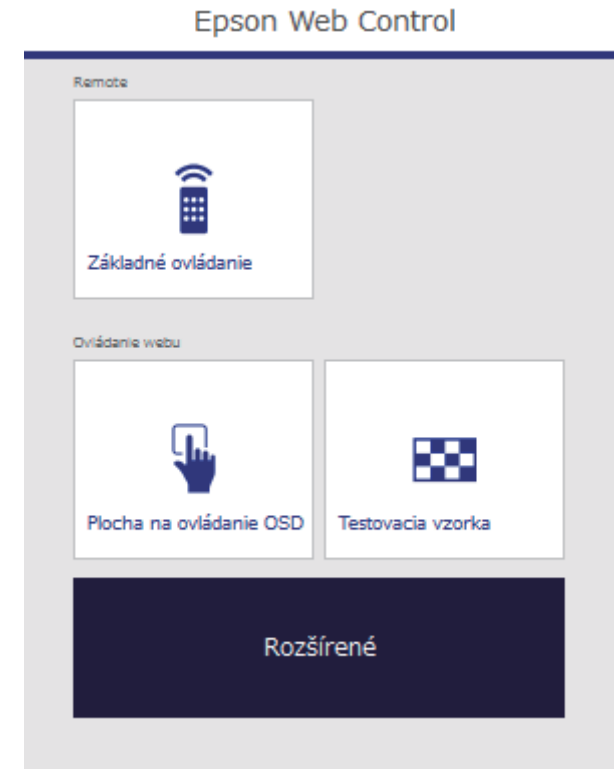 Epson Web Control
Remote
Základné ovládanie
Ovládanie webu
Plocha na ovládanie OSD
Testovacia vzorka
Rozšírené